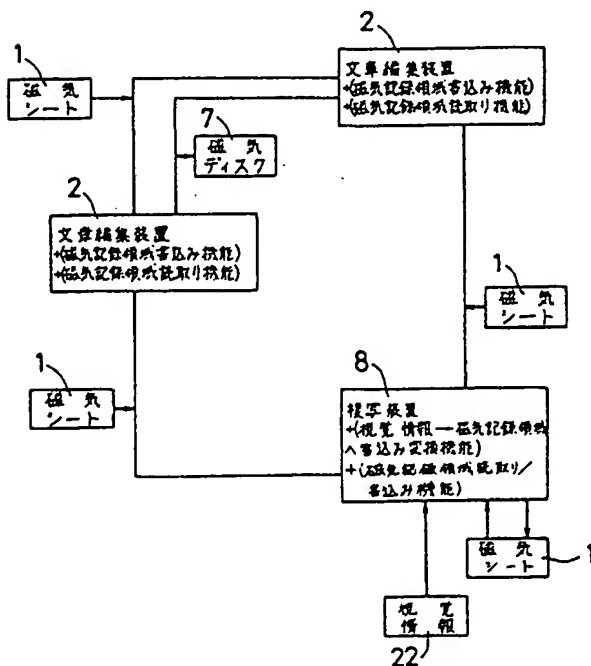 1
磁気
シート
2
文章編集装置
+(磁気記録領域書込み機能)
+(磁気記録領域読取り機能)
7
磁気
ディスク
2
文章編集装置
+(磁気記録領域書込み機能)
+(磁気記録領域読取り機能)
1
磁気
シート
1
磁気
シート
8
複写装置
+(視覚情報→磁気記録領域
へ書込み変換機能)
+(磁気記録領域読取り/
書込み機能)
磁気
シート
1
視覚
情報
22